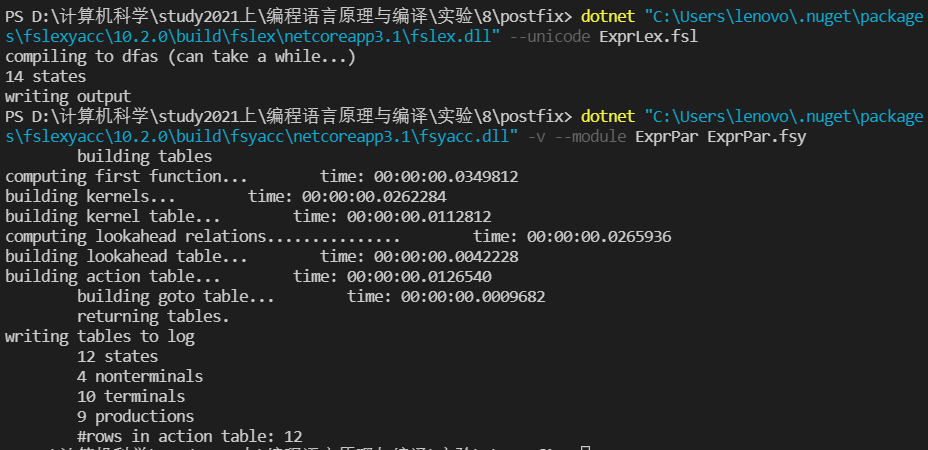 PS D:\计算机科学\study2021上\编程语言原理与编译\实验\8\postfix> dotnet "C:\Users\lenovo\.nuget\package
s\fslexyacc\10.2.0\build\fslex\netcoreapp3.1\fslex.dll" --unicode ExprLex.fsl
compiling to dfas (can take a while...)
14 states
writing output
PS D:\计算机科学\study2021上\编程语言原理与编译\实验\8\postfix> dotnet "C:\Users\lenovo\.nuget\package
s\fslexyacc\10.2.0\build\fsyacc\netcoreapp3.1\fsyacc.dll" -v --module ExprPar ExprPar.fsy
building tables
computing first function... time: 00:00:00.0349812
building kernels... time: 00:00:00.0262284
building kernel table... time: 00:00:00.0112812
computing lookahead relations............... time: 00:00:00.0265936
building lookahead table... time: 00:00:00.0042228
building action table... time: 00:00:00.0126540
building goto table... time: 00:00:00.0009682
returning tables.
writing tables to log
12 states
4 nonterminals
10 terminals
9 productions
#rows in action table: 12